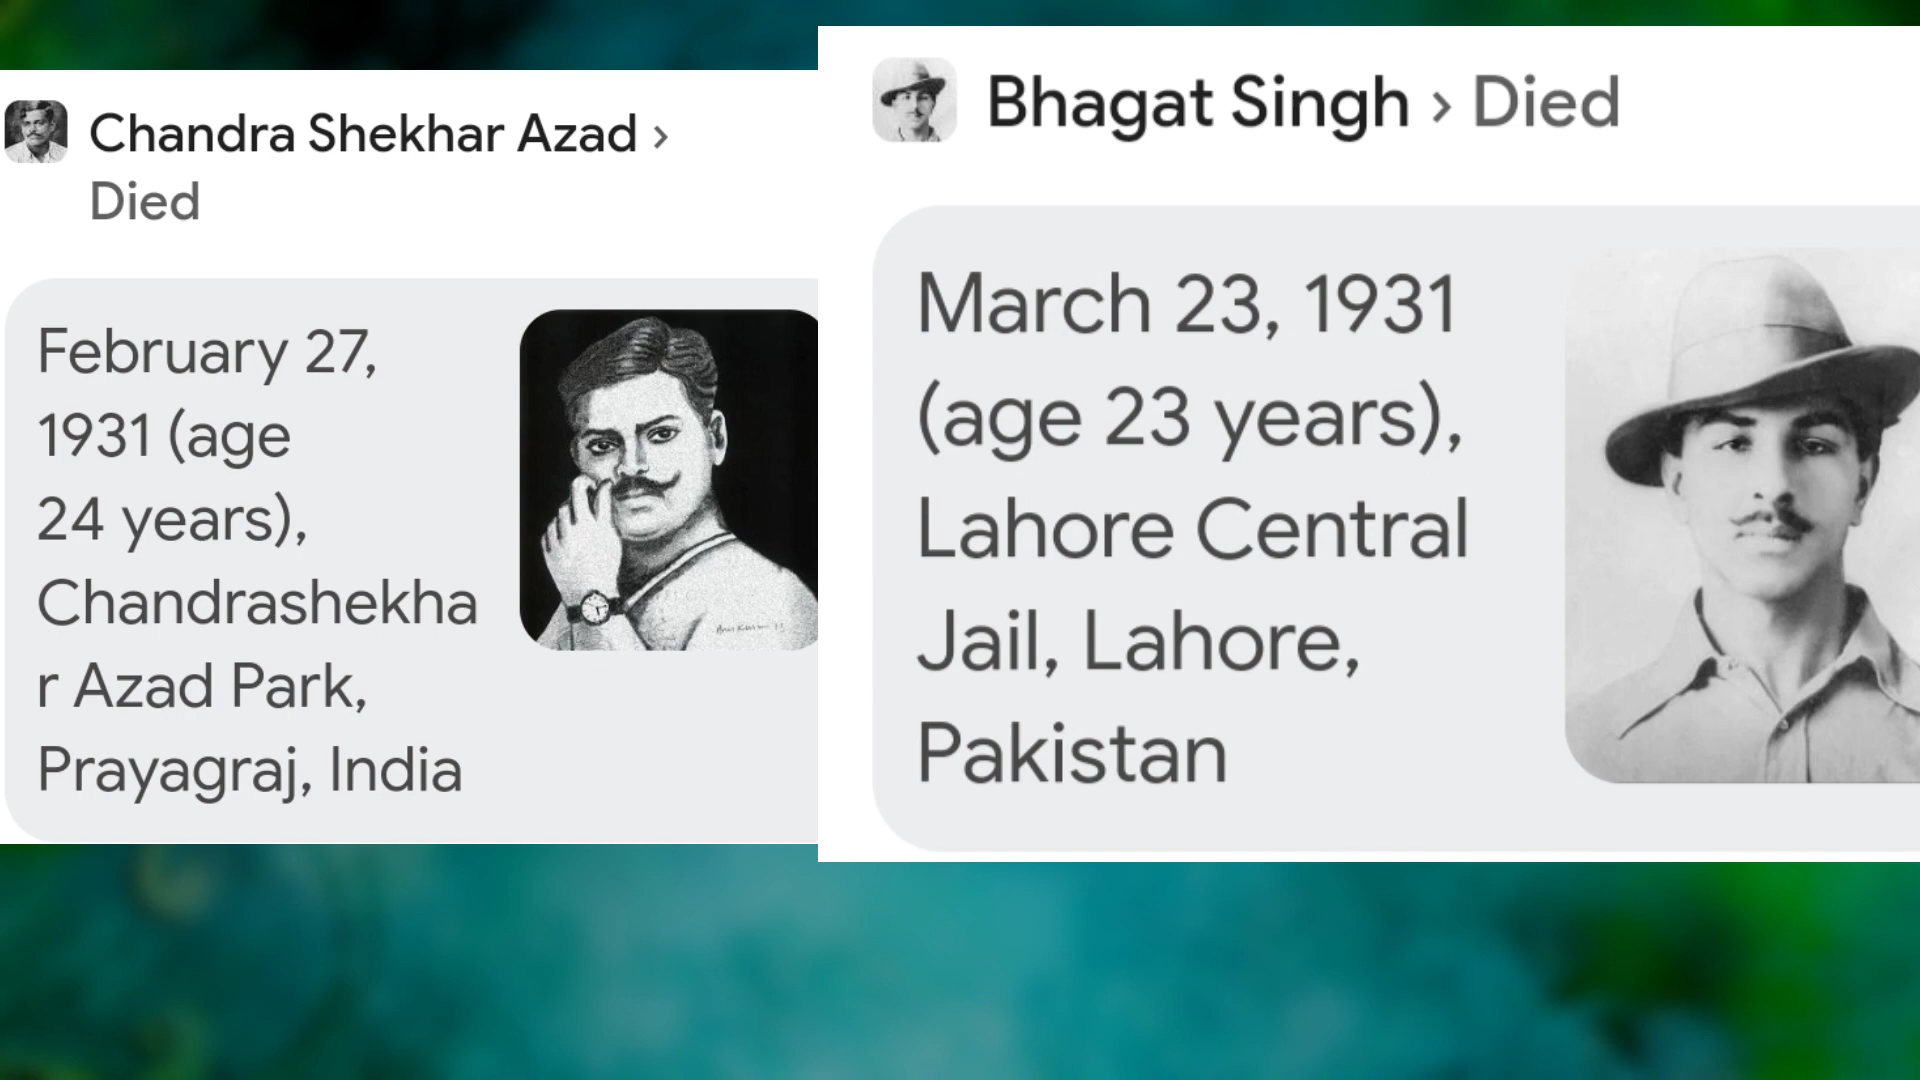 Chandra Shekhar Azad ›
Died
February 27,
1931 (age
24 years),
Chandrashekha
r Azad Park,
Prayagraj, India
Bhagat Singh › Died
March 23, 1931
(age 23 years),
Lahore Central
Jail, Lahore,
Pakistan